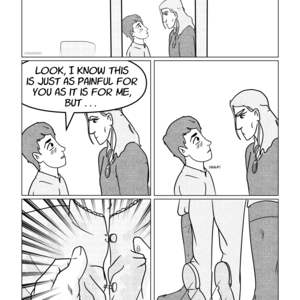 LOOK, I KNOW THIS
IS JUST AS PAINFUL FOR
YOU AS IT IS FOR ME,
BUT . . .